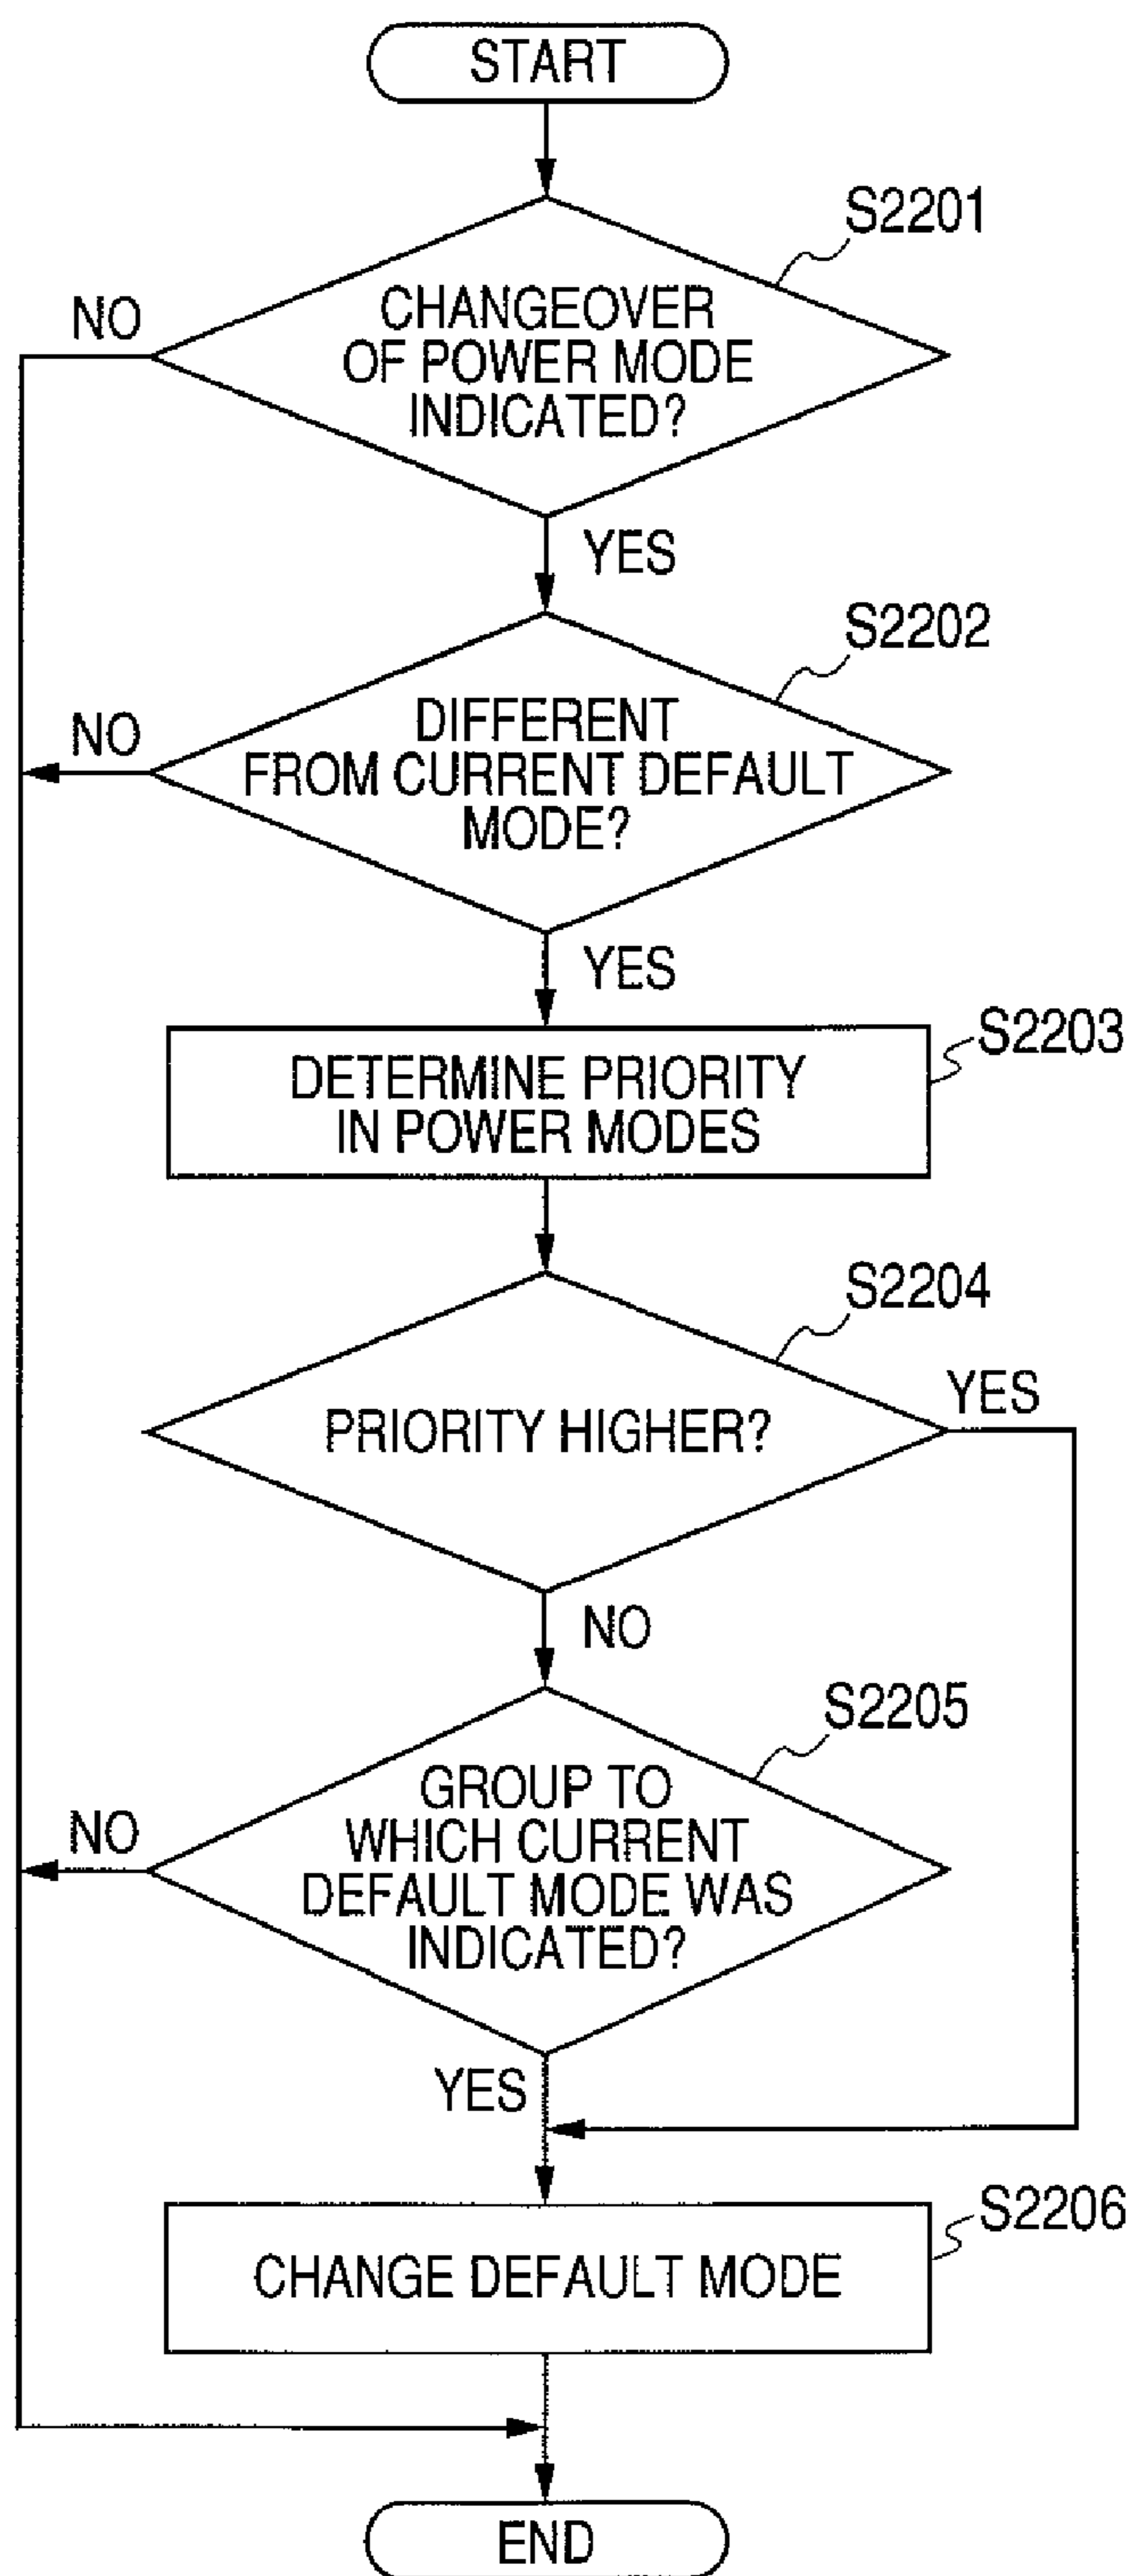 START
S2201
NO
CHANGEOVER
OF POWER MODE
INDICATED?
YES
S2202
NO
DIFFERENT
FROM CURRENT DEFAULT
MODE?
YES
S2203
DETERMINE PRIORITY
IN POWER MODES
S2204
YES
PRIORITY HIGHER?
NO
S2205
NO
GROUP TO
WHICH CURRENT
DEFAULT MODE WAS
INDICATED?
YES
S2206
CHANGE DEFAULT MODE
END